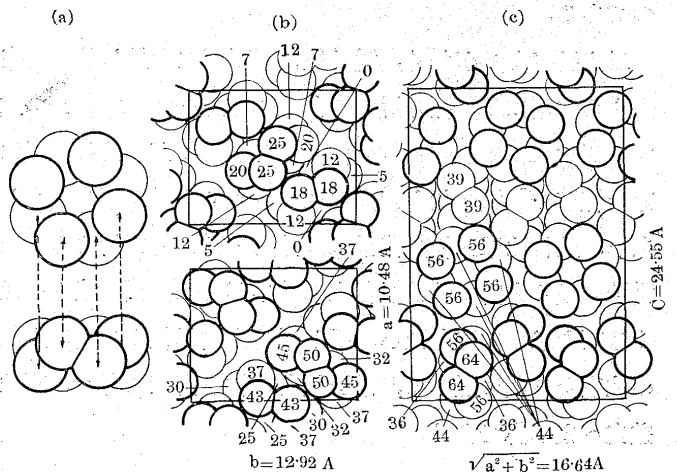 (a)
(b)
(c)
7 12 7 0
25 20
20 25 12
18 18 5
12 5 12 0 37
45 50 32
37 50 45
30 43 43 37
25 25 37 30 32
b=12·92 A
a=10·48 A
39
39
56
56 56
56
56 64
64
56
36 44 36 44
C=24·55 A
√a²+b²=16·64A